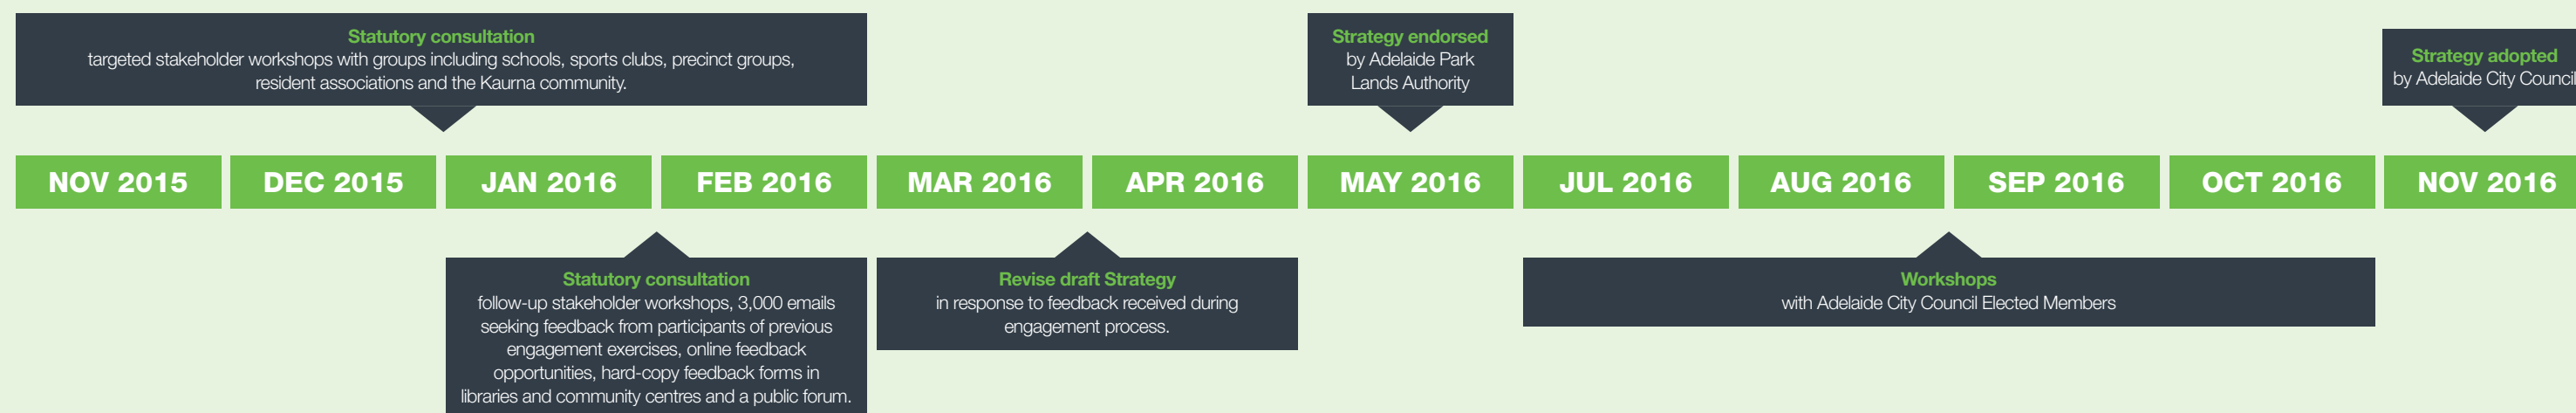 Statutory consultation
targeted stakeholder workshops with groups including schools, sports clubs, precinct groups,
resident associations and the Kaurna community.
Strategy endorsed
by Adelaide Park
Lands Authority
Strategy adopted
by Adelaide City Council
NOV 2015
DEC 2015
JAN 2016
FEB 2016
MAR 2016
APR 2016
MAY 2016
JUL 2016
AUG 2016
SEP 2016
OCT 2016
NOV 2016
Statutory consultation
follow-up stakeholder workshops, 3,000 emails
seeking feedback from participants of previous
engagement exercises, online feedback
opportunities, hard-copy feedback forms in
libraries and community centres and a public forum.
Revise draft Strategy
in response to feedback received during
engagement process.
Workshops
with Adelaide City Council Elected Members